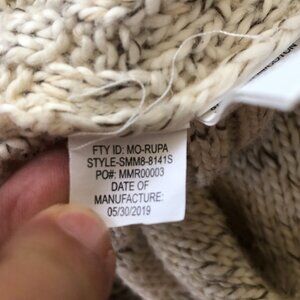 FTY ID: MO-RUPA
STYLE-SMM8-8141S
PO#: MMR00003
DATE OF
MANUFACTURE:
05/30/2019